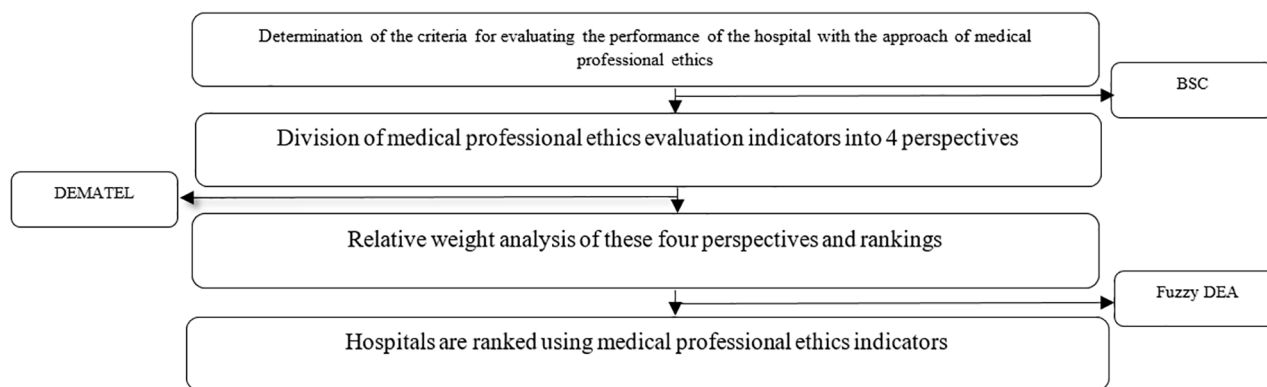 Determination of the criteria for evaluating the performance of the hospital with the approach of medical
professional ethics
BSC
Division of medical professional ethics evaluation indicators into 4 perspectives
DEMATEL
Relative weight analysis of these four perspectives and rankings
Fuzzy DEA
Hospitals are ranked using medical professional ethics indicators